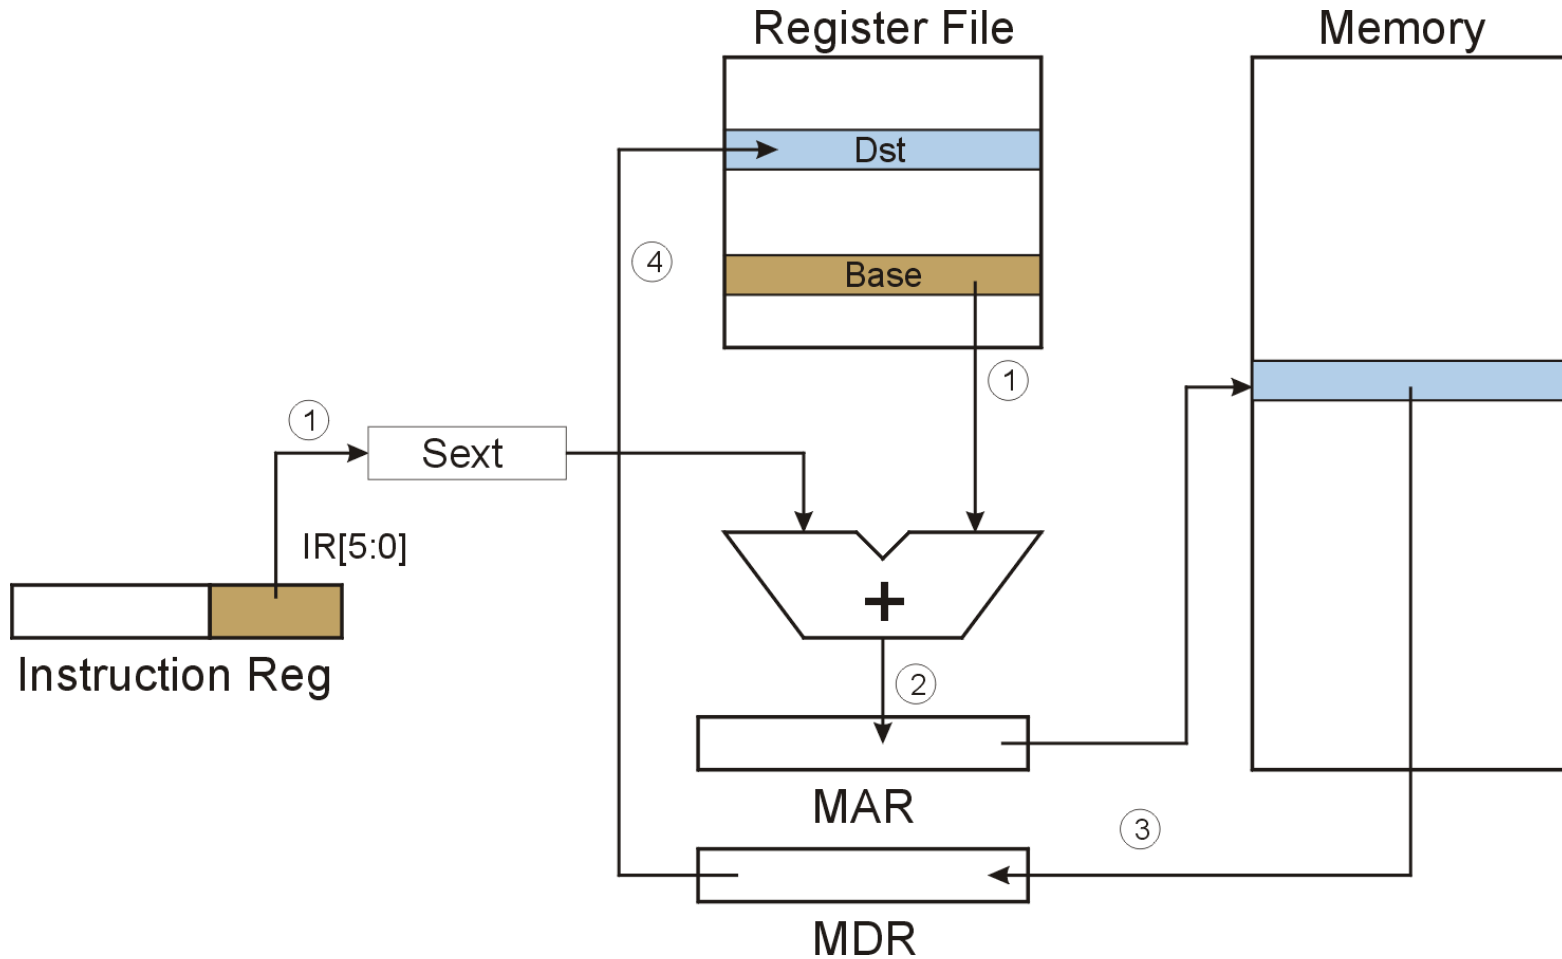 Register File
Memory
Dst
4
Base
1
1
Sext
IR[5:0]
+
Instruction Reg
2
MAR
3
MDR